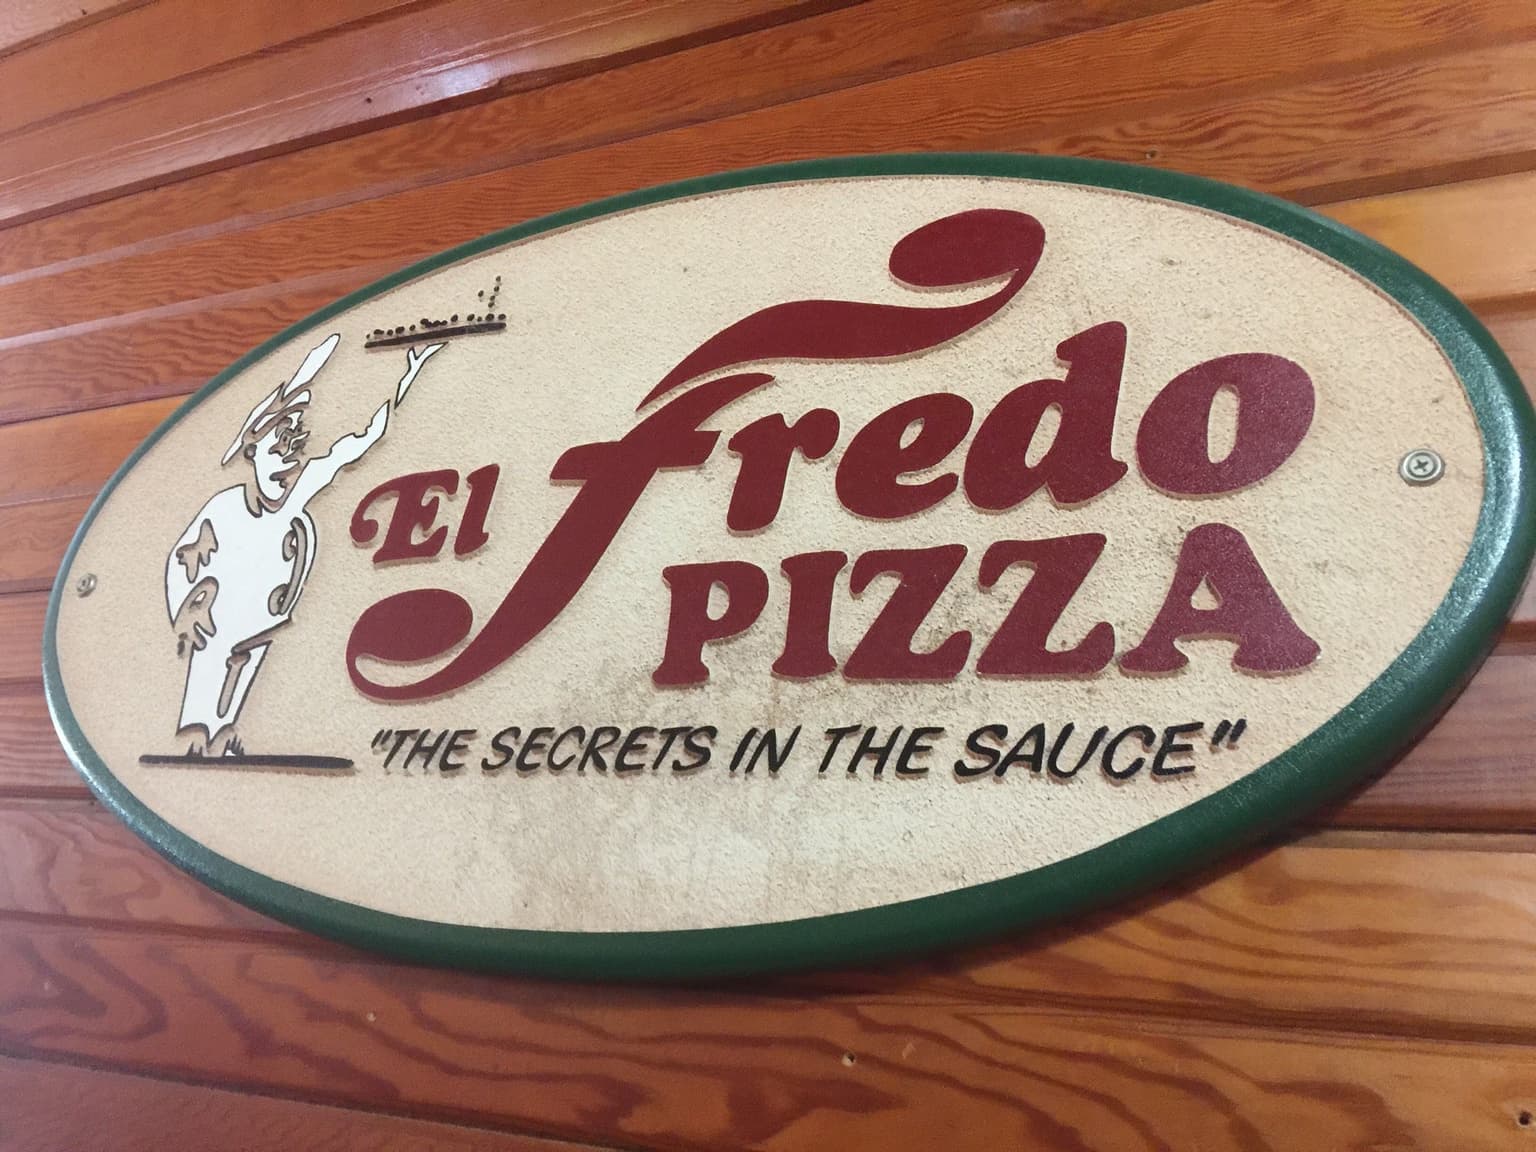 El Fredo
PIZZA
"THE SECRETS IN THE SAUCE"